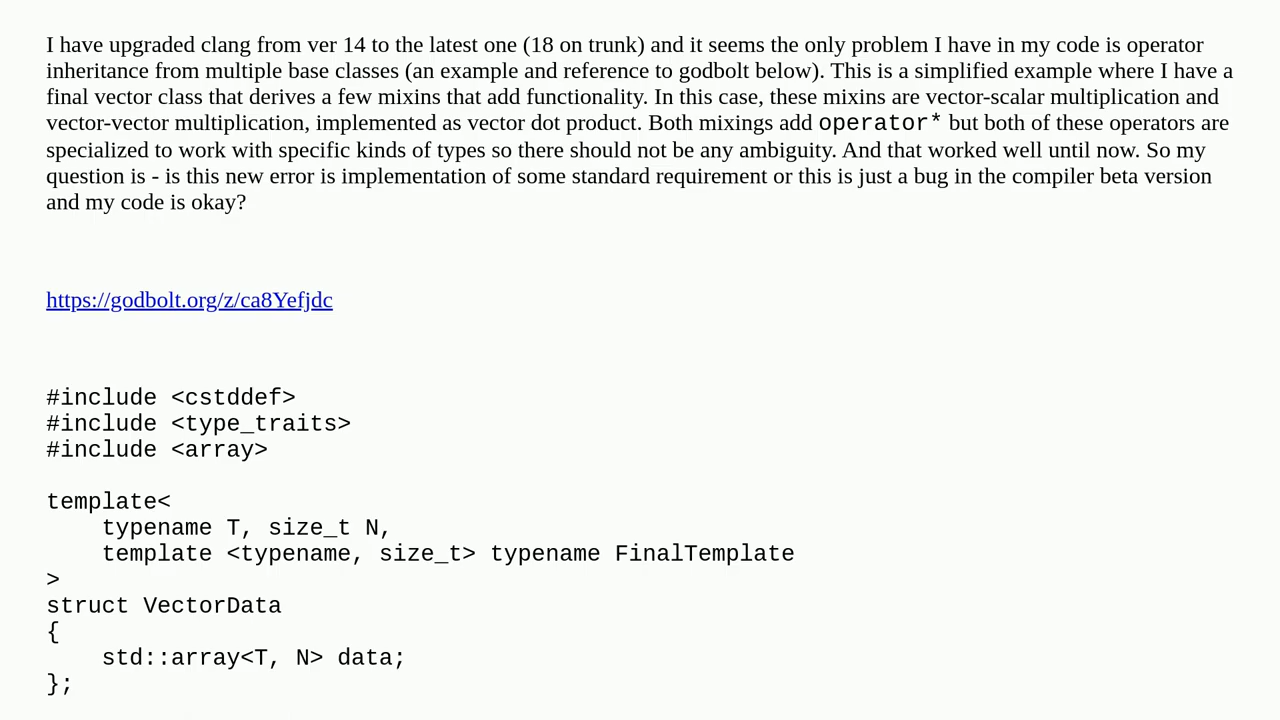 I have upgraded clang from ver 14 to the latest one (18 on trunk) and it seems the only problem I have in my code is operator
inheritance from multiple base classes (an example and reference to godbolt below). This is a simplified example where I have a
final vector class that derives a few mixins that add functionality. In this case, these mixins are vector-scalar multiplication and
vector-vector multiplication, implemented as vector dot product. Both mixings add operator* but both of these operators are
specialized to work with specific kinds of types so there should not be any ambiguity. And that worked well until now. So my
question is - is this new error is implementation of some standard requirement or this is just a bug in the compiler beta version
and my code is okay?
https://godbolt.org/z/ca8Yefjdc
#include <cstddef>
#include <type_traits>
#include <array>
template<
    typename T, size_t N,
    template <typename, size_t> typename FinalTemplate
>
struct VectorData
{
    std::array<T, N> data;
};